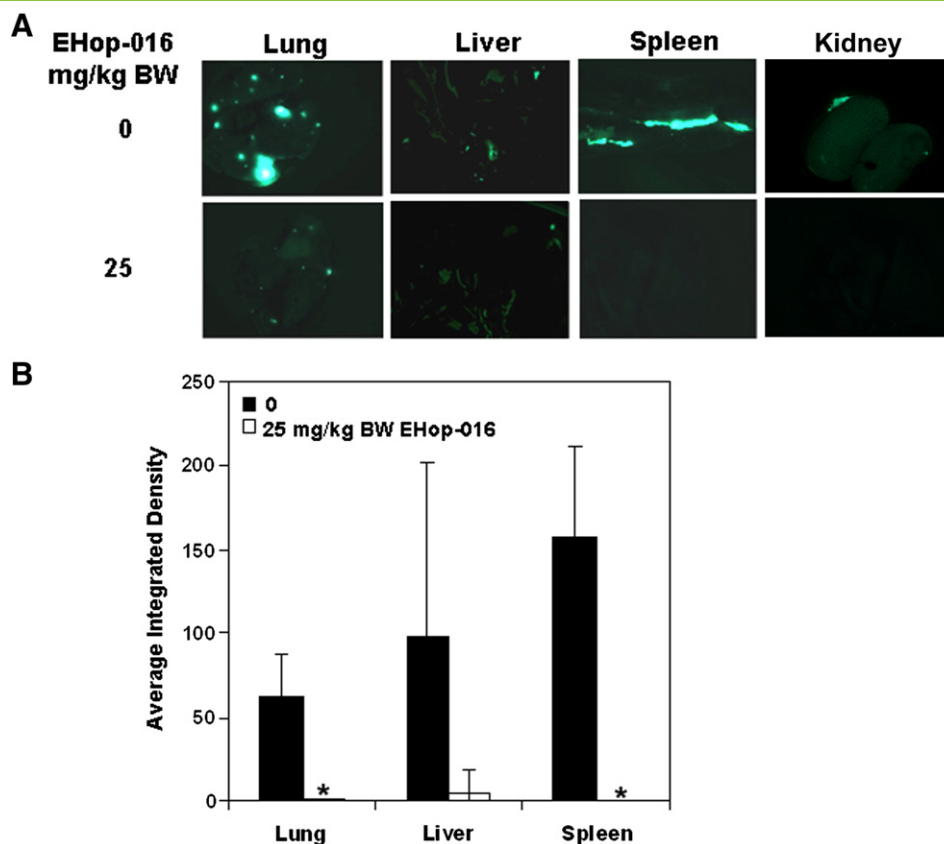 A
EHop-016
mg/kg BW
Lung
Liver
Spleen
Kidney
0
25
B
Average Integrated Density
250
200
150
100
50
0
0
25 mg/kg BW EHop-016
*
*
Lung
Liver
Spleen